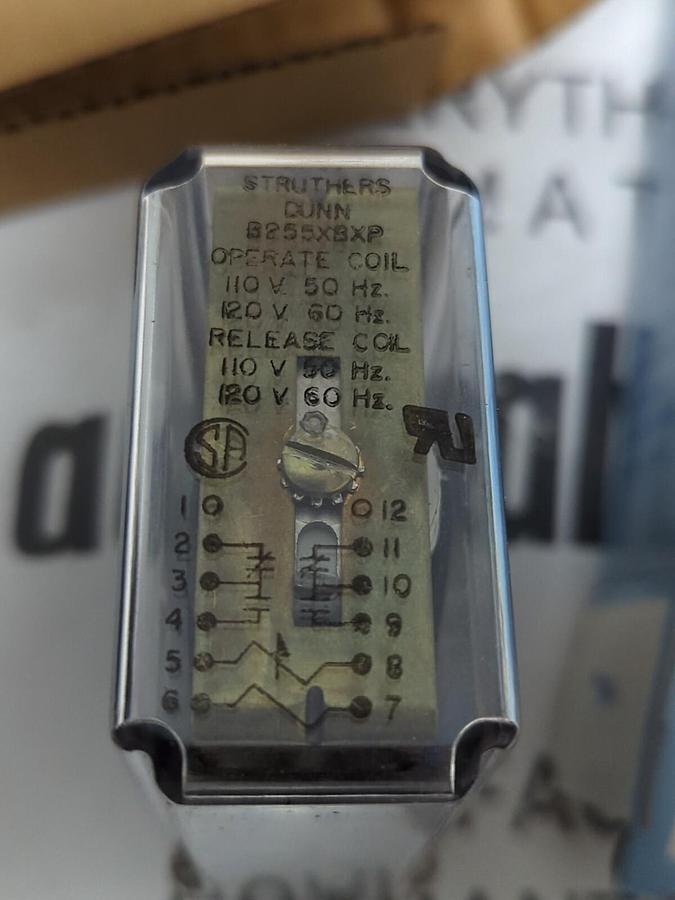 STRUTHERS
DUNN
B255XBXP
OPERATE COIL
110 V. 50 Hz.
120 V. 60 Hz.
RELEASE COIL
110 V 50 Hz.
120 V. 60 Hz.
SA
1 12
2 11
3 10
4 9
5 8
6 7